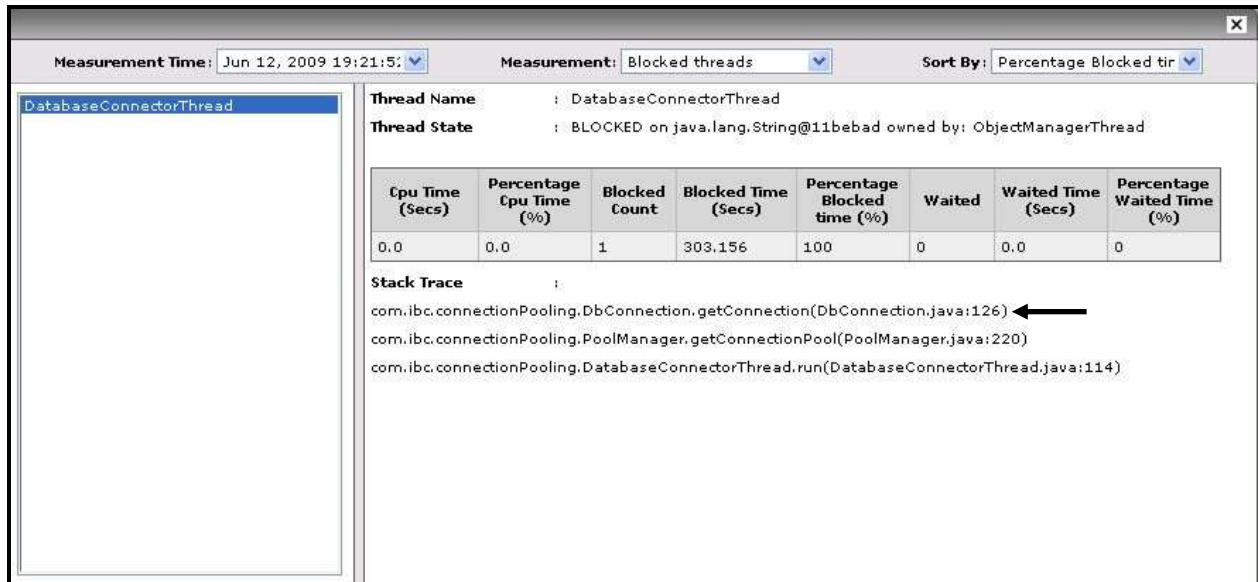 Measurement Time: Jun 12, 2009 19:21:52 Measurement: Blocked threads Sort By: Percentage Blocked tir
DatabaseConnectorThread
Thread Name : DatabaseConnectorThread
Thread State : BLOCKED on java.lang.String@11bebad owned by: ObjectManagerThread
Cpu Time (Secs) Percentage Cpu Time (%) Blocked Count Blocked Time (Secs) Percentage Blocked time (%) Waited Waited Time (Secs) Percentage Waited Time (%)
0.0 0.0 1 303.156 100 0 0.0 0
Stack Trace :
com.ibc.connectionPooling.DbConnection.getConnection(DbConnection.java:126)
com.ibc.connectionPooling.PoolManager.getConnectionPool(PoolManager.java:220)
com.ibc.connectionPooling.DatabaseConnectorThread.run(DatabaseConnectorThread.java:114)